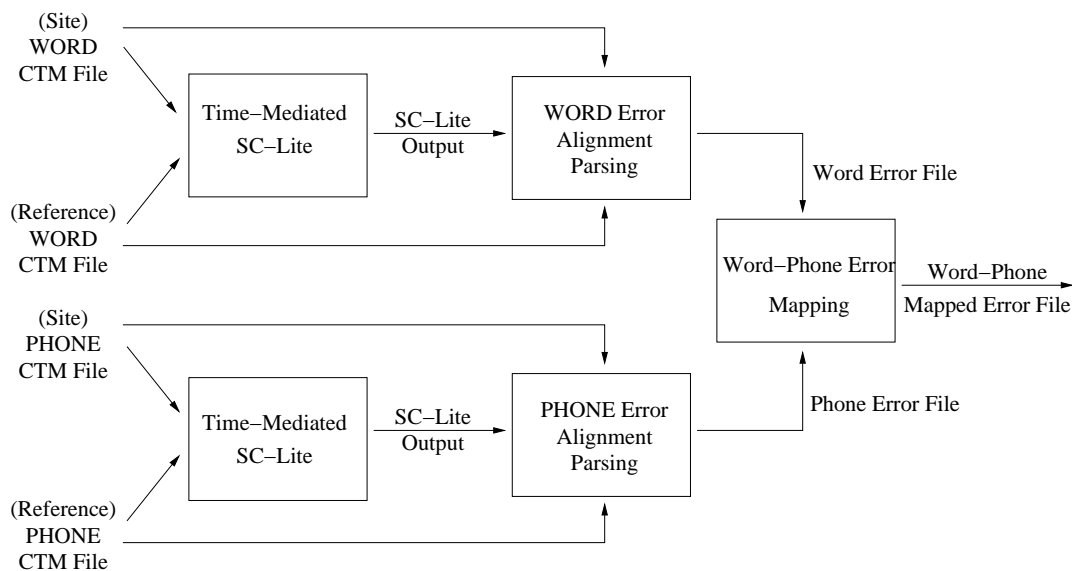 (Site)
WORD
CTM File
Time−Mediated
SC−Lite
SC−Lite
Output
WORD Error
Alignment
Parsing
Word Error File
(Reference)
WORD
CTM File
Word−Phone Error
Mapping
Word−Phone
Mapped Error File
(Site)
PHONE
CTM File
Time−Mediated
SC−Lite
SC−Lite
Output
PHONE Error
Alignment
Parsing
Phone Error File
(Reference)
PHONE
CTM File